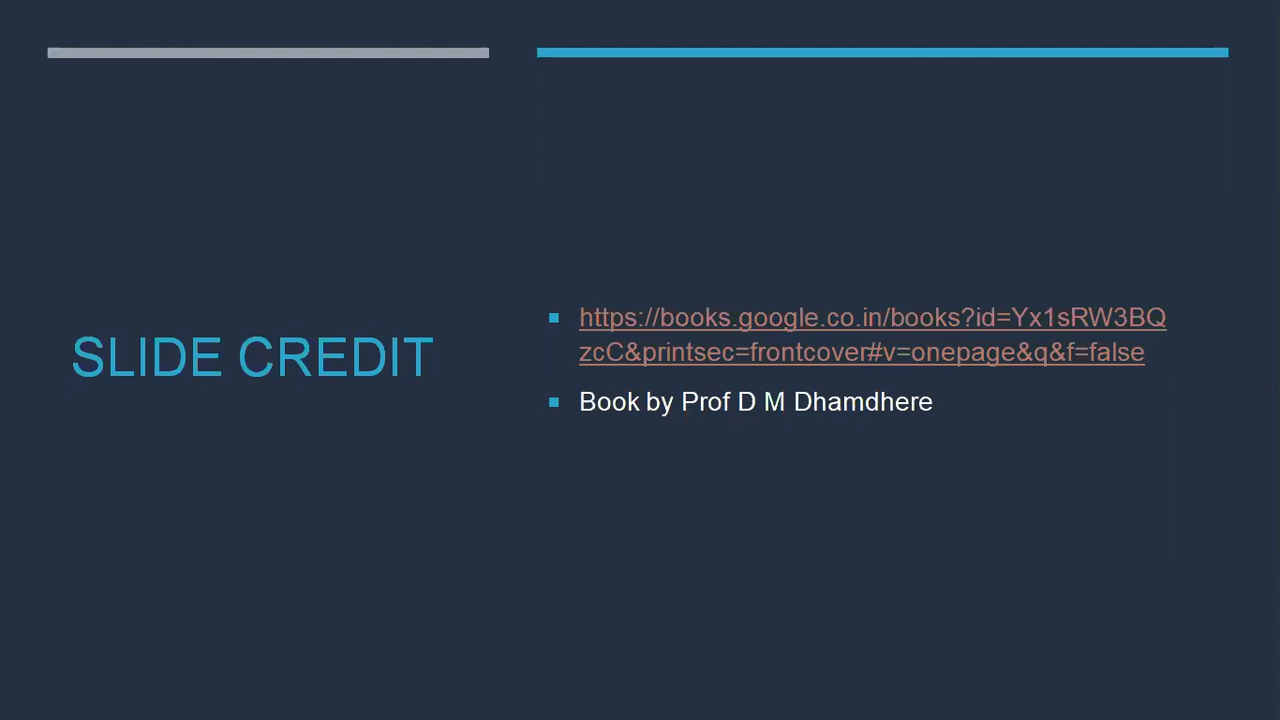 SLIDE CREDIT
https://books.google.co.in/books?id=Yx1sRW3BQ
zcC&printsec=frontcover#v=onepage&q&f=false
Book by Prof D M Dhamdhere